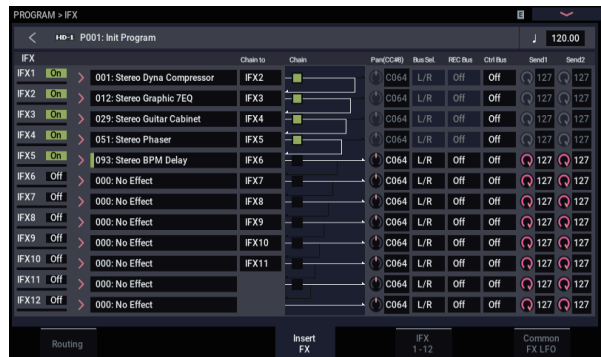 PROGRAM > IFX E
< HD-1 P001: Init Program ♩ 120.00
IFX Chain to Chain Pan(CC#8) Bus Sel. REC Bus Ctrl Bus Send1 Send2
IFX1 On 001: Stereo Dyna Compressor IFX2 C064 L/R Off Off 127 127
IFX2 On 012: Stereo Graphic 7EQ IFX3 C064 L/R Off Off 127 127
IFX3 On 029: Stereo Guitar Cabinet IFX4 C064 L/R Off Off 127 127
IFX4 On 051: Stereo Phaser IFX5 C064 L/R Off Off 127 127
IFX5 On 093: Stereo BPM Delay IFX6 C064 L/R Off Off 127 127
IFX6 Off 000: No Effect IFX7 C064 L/R Off Off 127 127
IFX7 Off 000: No Effect IFX8 C064 L/R Off Off 127 127
IFX8 Off 000: No Effect IFX9 C064 L/R Off Off 127 127
IFX9 Off 000: No Effect IFX10 C064 L/R Off Off 127 127
IFX10 Off 000: No Effect IFX11 C064 L/R Off Off 127 127
IFX11 Off 000: No Effect C064 L/R Off Off 127 127
IFX12 Off 000: No Effect C064 L/R Off Off 127 127
Routing Insert IFX Common
FX 1-12 FX LFO